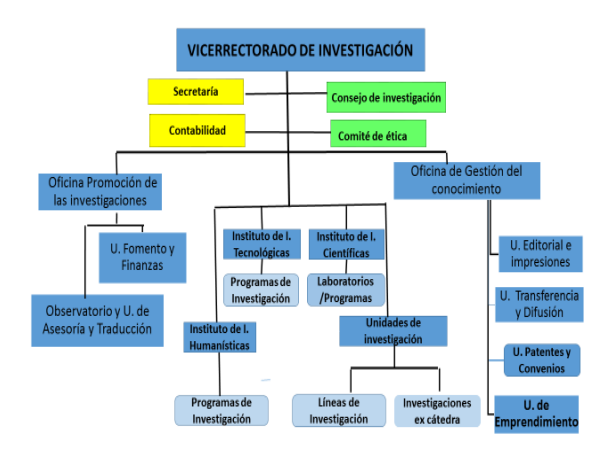 VICERRECTORADO DE INVESTIGACIÓN
Secretaría
Consejo de investigación
Contabilidad
Comité de ética
Oficina Promoción de
las investigaciones
Oficina de Gestión del
conocimiento
U. Fomento y
Finanzas
Observatorio y U. de
Asesoría y Traducción
Instituto de I.
Tecnológicas
Programas de
Investigación
Instituto de I.
Científicas
Laboratorios
/Programas
Instituto de I.
Humanísticas
Programas de
Investigación
Unidades de
investigación
Líneas de
Investigación
Investigaciones
ex cátedra
U. Editorial e
impresiones
U. Transferencia
y Difusión
U. Patentes y
Convenios
U. de
Emprendimiento